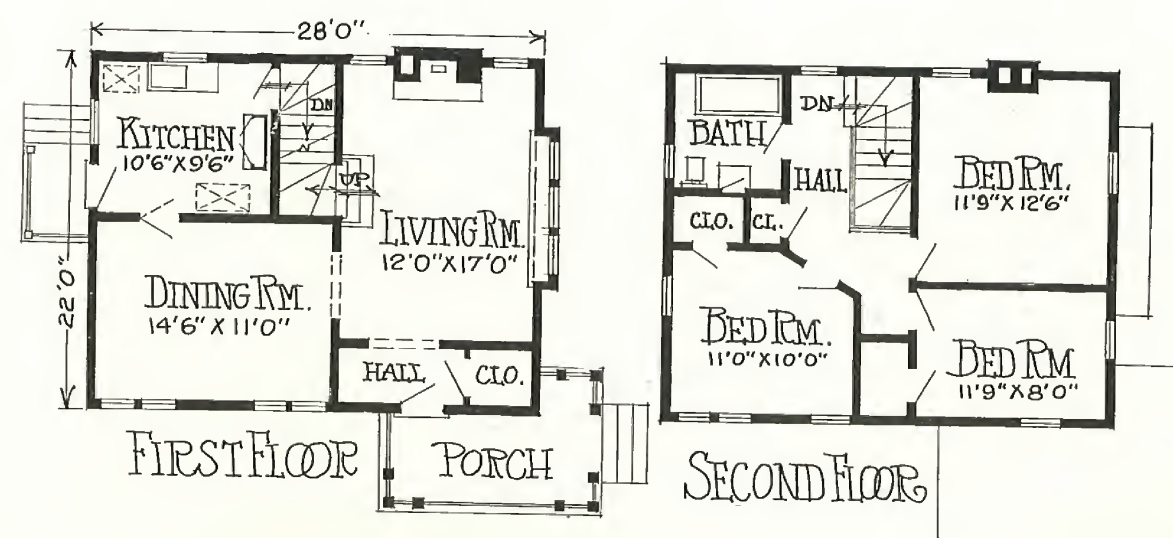 28'0"
22'0"
KITCHEN
10'6"X9'6"
DN
UP
LIVING RM.
12'0"X17'0"
DINING RM.
14'6" X 11'0"
HALL
CLO.
FIRST FLOOR
PORCH
BATH
DN
HALL
BED RM.
11'9"X12'6"
CLO.
CL.
BED RM.
11'0"X10'0"
BED RM
11'9"X8'0"
SECOND FLOOR